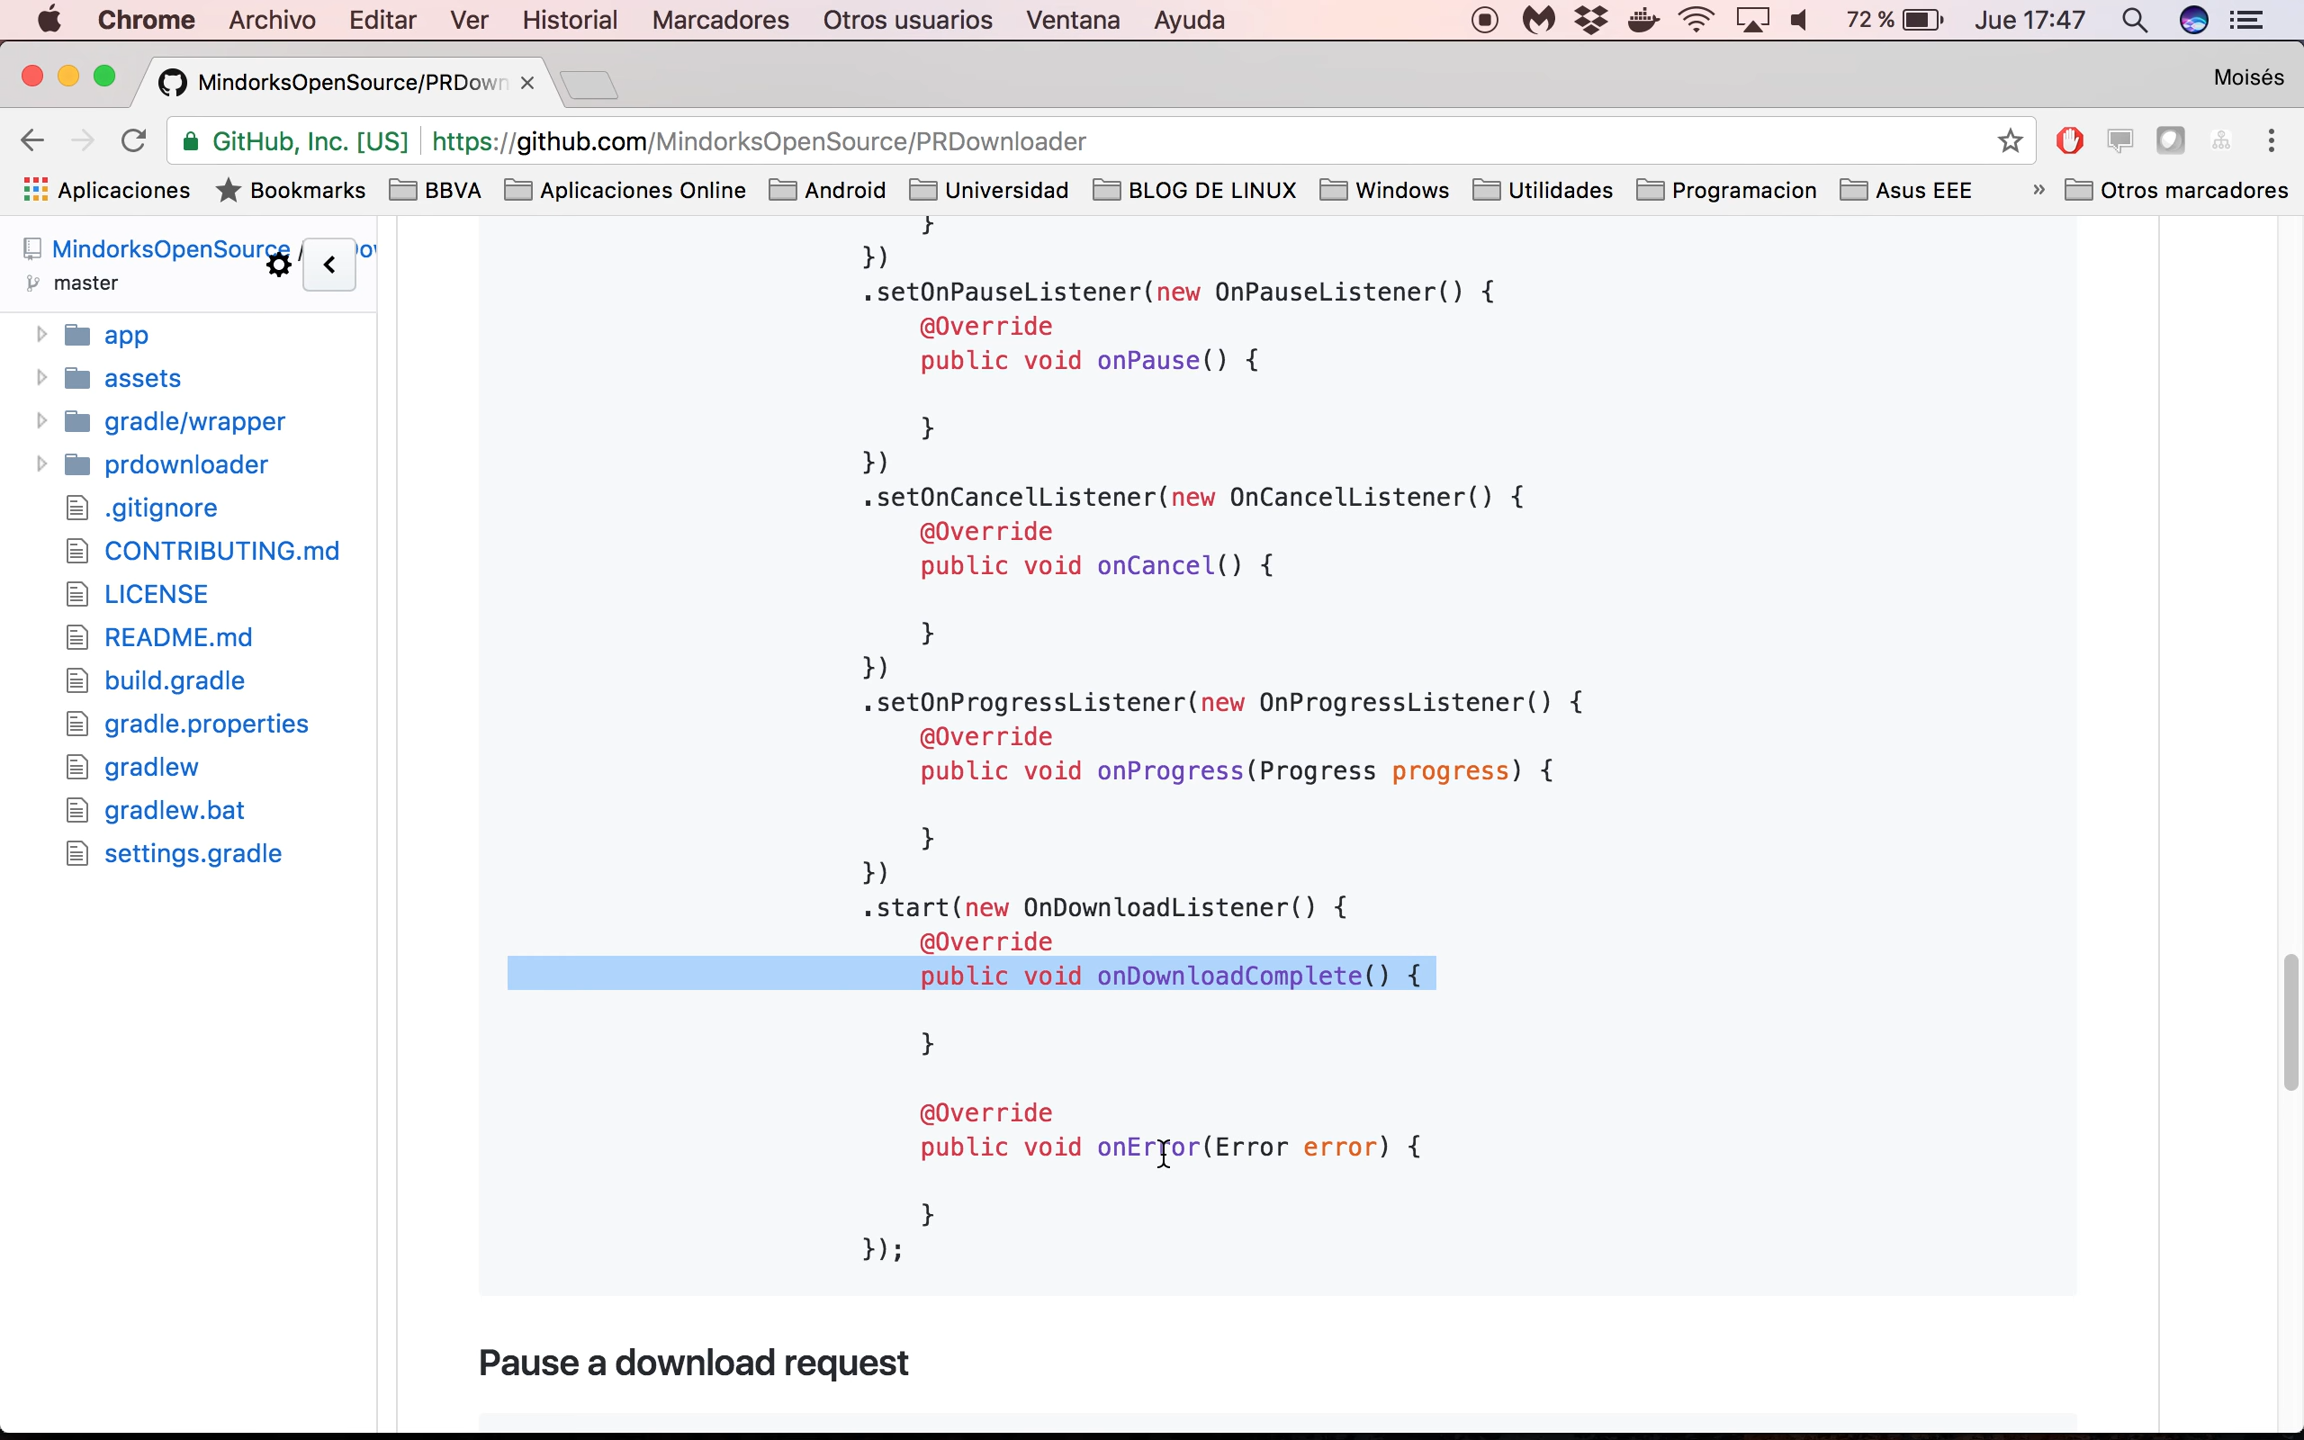 Chrome Archivo Editar Ver Historial Marcadores Otros usuarios Ventana Ayuda 72 % Jue 17:47
MindorksOpenSource/PRDown
Moisés
GitHub, Inc. [US] https://github.com/MindorksOpenSource/PRDownloader
Aplicaciones Bookmarks BBVA Aplicaciones Online Android Universidad BLOG DE LINUX Windows Utilidades Programacion Asus EEE » Otros marcadores
MindorksOpenSource /
master
app
assets
gradle/wrapper
prdownloader
.gitignore
CONTRIBUTING.md
LICENSE
README.md
build.gradle
gradle.properties
gradlew
gradlew.bat
settings.gradle
}
})
.setOnPauseListener(new OnPauseListener() {
@Override
public void onPause() {
}
})
.setOnCancelListener(new OnCancelListener() {
@Override
public void onCancel() {
}
})
.setOnProgressListener(new OnProgressListener() {
@Override
public void onProgress(Progress progress) {
}
})
.start(new OnDownloadListener() {
@Override
public void onDownloadComplete() {
}
@Override
public void onError(Error error) {
}
});
Pause a download request